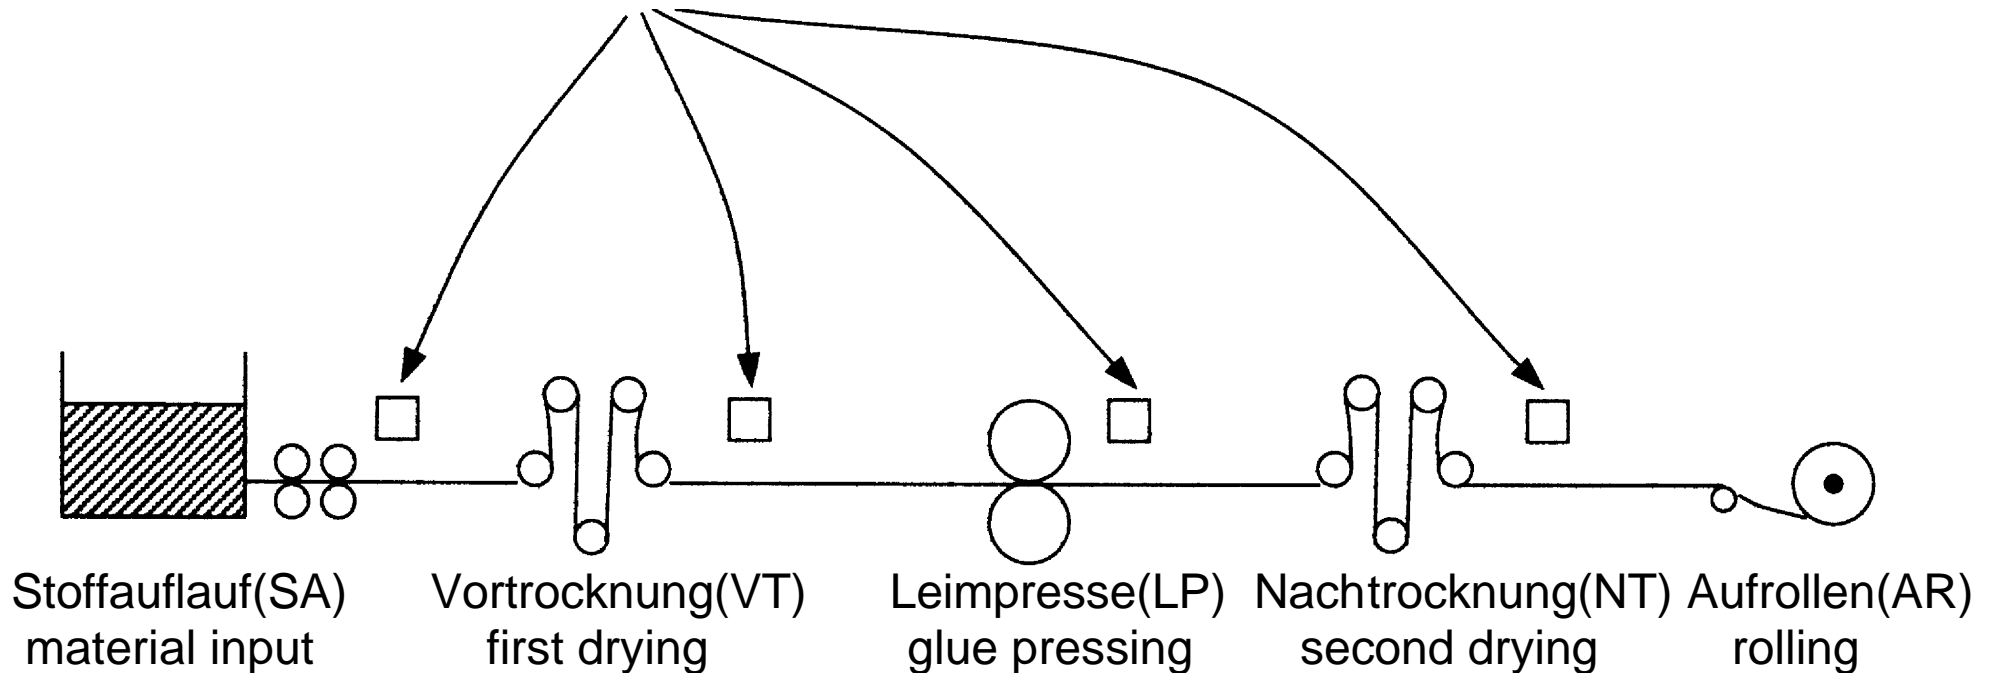 Stoffauflauf(SA) Vortrocknung(VT) Leimpresse(LP) Nachtrocknung(NT) Aufrollen(AR)
material input first drying glue pressing second drying rolling